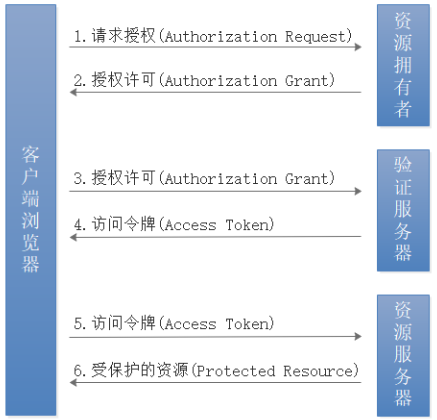 客户端浏览器
1.请求授权(Authorization Request)
2.授权许可(Authorization Grant)
资源拥有者
3.授权许可(Authorization Grant)
4.访问令牌(Access Token)
验证服务器
5.访问令牌(Access Token)
6.受保护的资源(Protected Resource)
资源服务器